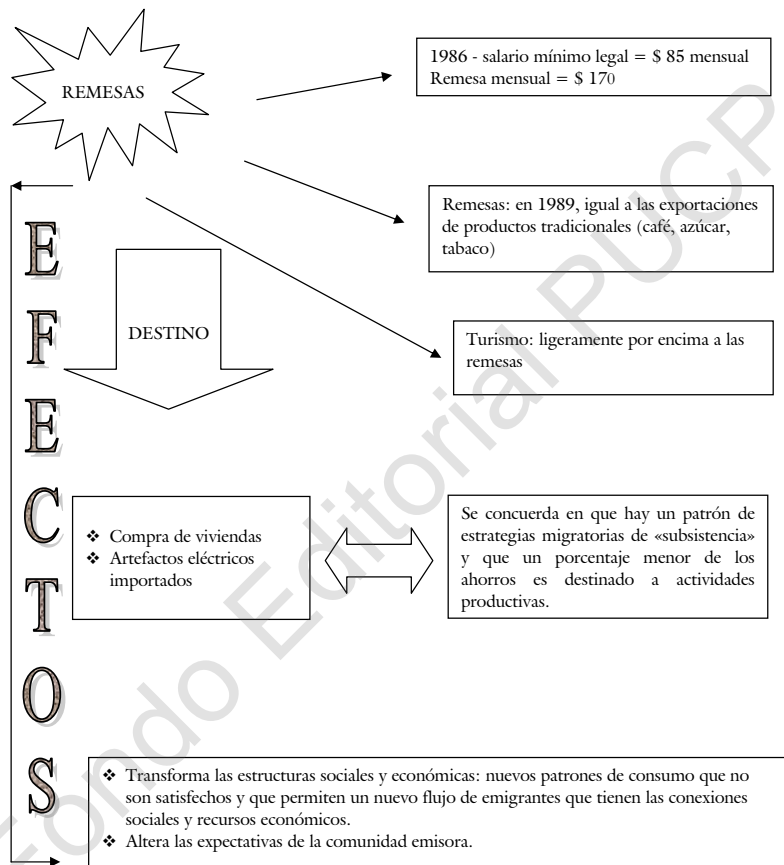 REMESAS
1986 - salario mínimo legal = $ 85 mensual
Remesa mensual = $ 170
Remesas: en 1989, igual a las exportaciones
de productos tradicionales (café, azúcar,
tabaco)
Turismo: ligeramente por encima a las
remesas
DESTINO
EFECTOS
❖ Compra de viviendas
❖ Artefactos eléctricos
importados
Se concuerda en que hay un patrón de
estrategias migratorias de «subsistencia»
y que un porcentaje menor de los
ahorros es destinado a actividades
productivas.
❖ Transforma las estructuras sociales y económicas: nuevos patrones de consumo que no
son satisfechos y que permiten un nuevo flujo de emigrantes que tienen las conexiones
sociales y recursos económicos.
❖ Altera las expectativas de la comunidad emisora.
Fondo Editorial PUCP